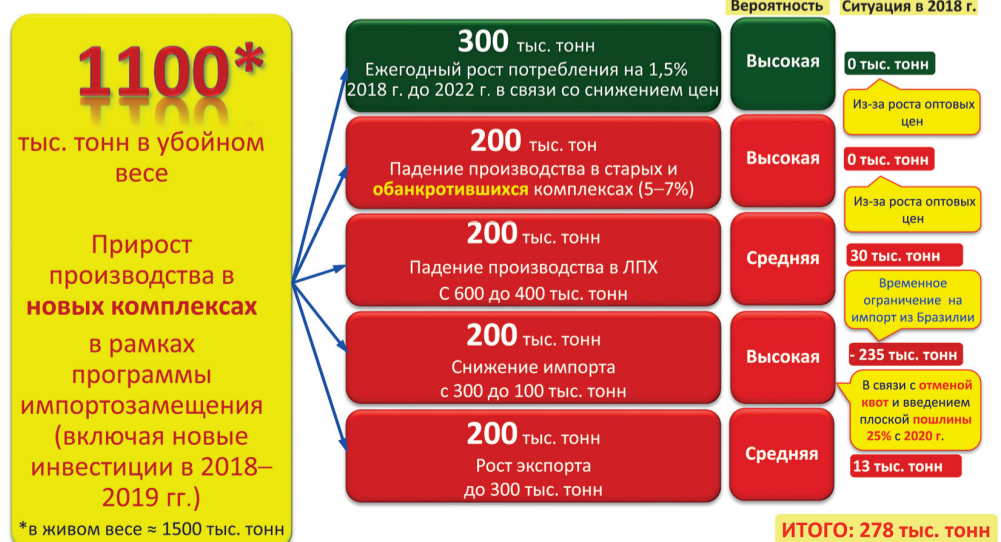 Вероятность
Ситуация в 2018 г.
1100*
тыс. тонн в убойном
весе
Прирост
производства в
новых комплексах
в рамках
программы
импортозамещения
(включая новые
инвестиции в 2018–
2019 гг.)
*в живом весе ≈ 1500 тыс. тонн
300 тыс. тонн
Ежегодный рост потребления на 1,5%
2018 г. до 2022 г. в связи со снижением цен
Высокая
0 тыс. тонн
Из-за роста оптовых
цен
200 тыс. тон
Падение производства в старых и
обанкротившихся комплексах (5–7%)
Высокая
0 тыс. тонн
Из-за роста оптовых
цен
200 тыс. тонн
Падение производства в ЛПХ
С 600 до 400 тыс. тонн
Средняя
30 тыс. тонн
Временное
ограничение на
импорт из Бразилии
200 тыс. тонн
Снижение импорта
с 300 до 100 тыс. тонн
Высокая
- 235 тыс. тонн
В связи с отменой
квот и введением
плоской пошлины
25% с 2020 г.
200 тыс. тонн
Рост экспорта
до 300 тыс. тонн
Средняя
13 тыс. тонн
ИТОГО: 278 тыс. тонн